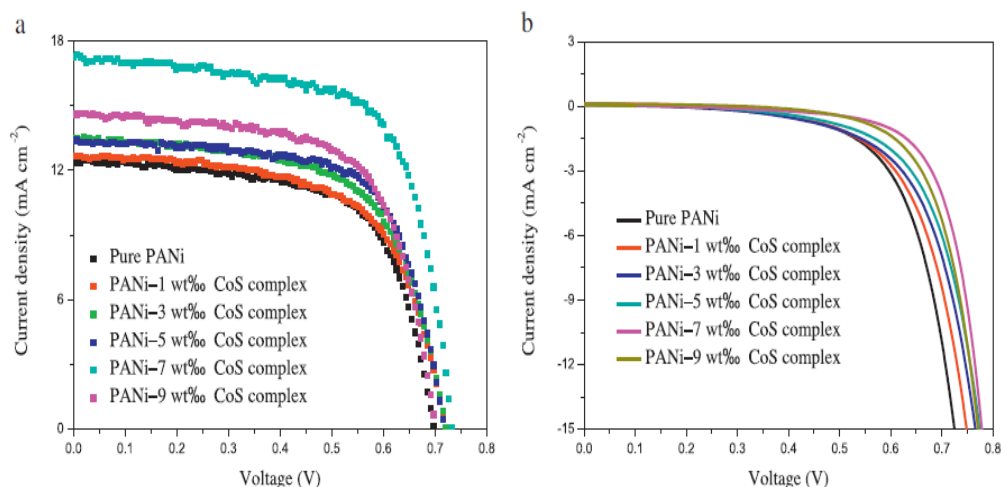 a
18
12
6
0
Current density (mA cm⁻²)
Pure PANi
PANi–1 wt‰ CoS complex
PANi–3 wt‰ CoS complex
PANi–5 wt‰ CoS complex
PANi–7 wt‰ CoS complex
PANi–9 wt‰ CoS complex
0.0 0.1 0.2 0.3 0.4 0.5 0.6 0.7 0.8
Voltage (V)
b
3
0
-3
-6
-9
-12
-15
Current density (mA cm⁻²)
Pure PANi
PANi–1 wt‰ CoS complex
PANi–3 wt‰ CoS complex
PANi–5 wt‰ CoS complex
PANi–7 wt‰ CoS complex
PANi–9 wt‰ CoS complex
0.0 0.1 0.2 0.3 0.4 0.5 0.6 0.7 0.8
Voltage (V)